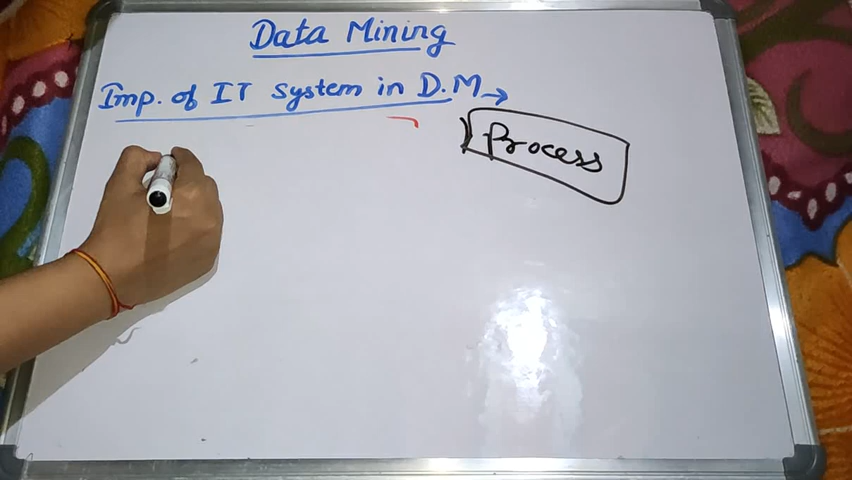 Data Mining
Imp. of IT System in D.M →
Process